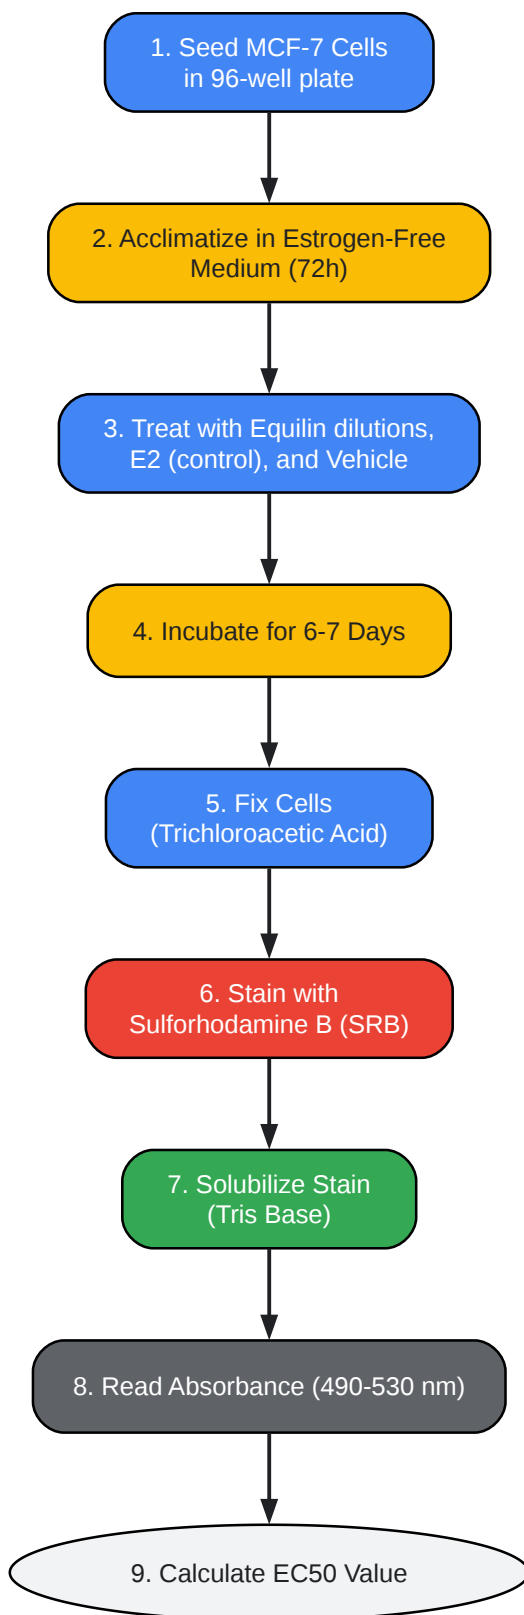 1. Seed MCF-7 Cells
in 96-well plate
2. Acclimatize in Estrogen-Free
Medium (72h)
3. Treat with Equilin dilutions,
E2 (control), and Vehicle
4. Incubate for 6-7 Days
5. Fix Cells
(Trichloroacetic Acid)
6. Stain with
Sulforhodamine B (SRB)
7. Solubilize Stain
(Tris Base)
8. Read Absorbance (490-530 nm)
9. Calculate EC50 Value